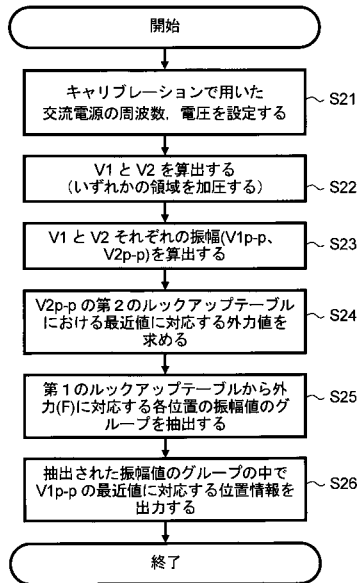 開始
キャリブレーションで用いた
交流電源の周波数，電圧を設定する
S21
V1 と V2 を算出する
（いずれかの領域を加圧する）
S22
V1 と V2 それぞれの振幅(V1p-p、
V2p-p)を算出する
S23
V2p-p の第２のルックアップテーブル
における最近値に対応する外力値を
求める
S24
第１のルックアップテーブルから外
力(F)に対応する各位置の振幅値のグ
ループを抽出する
S25
抽出された振幅値のグループの中で
V1p-p の最近値に対応する位置情報を
出力する
S26
終了